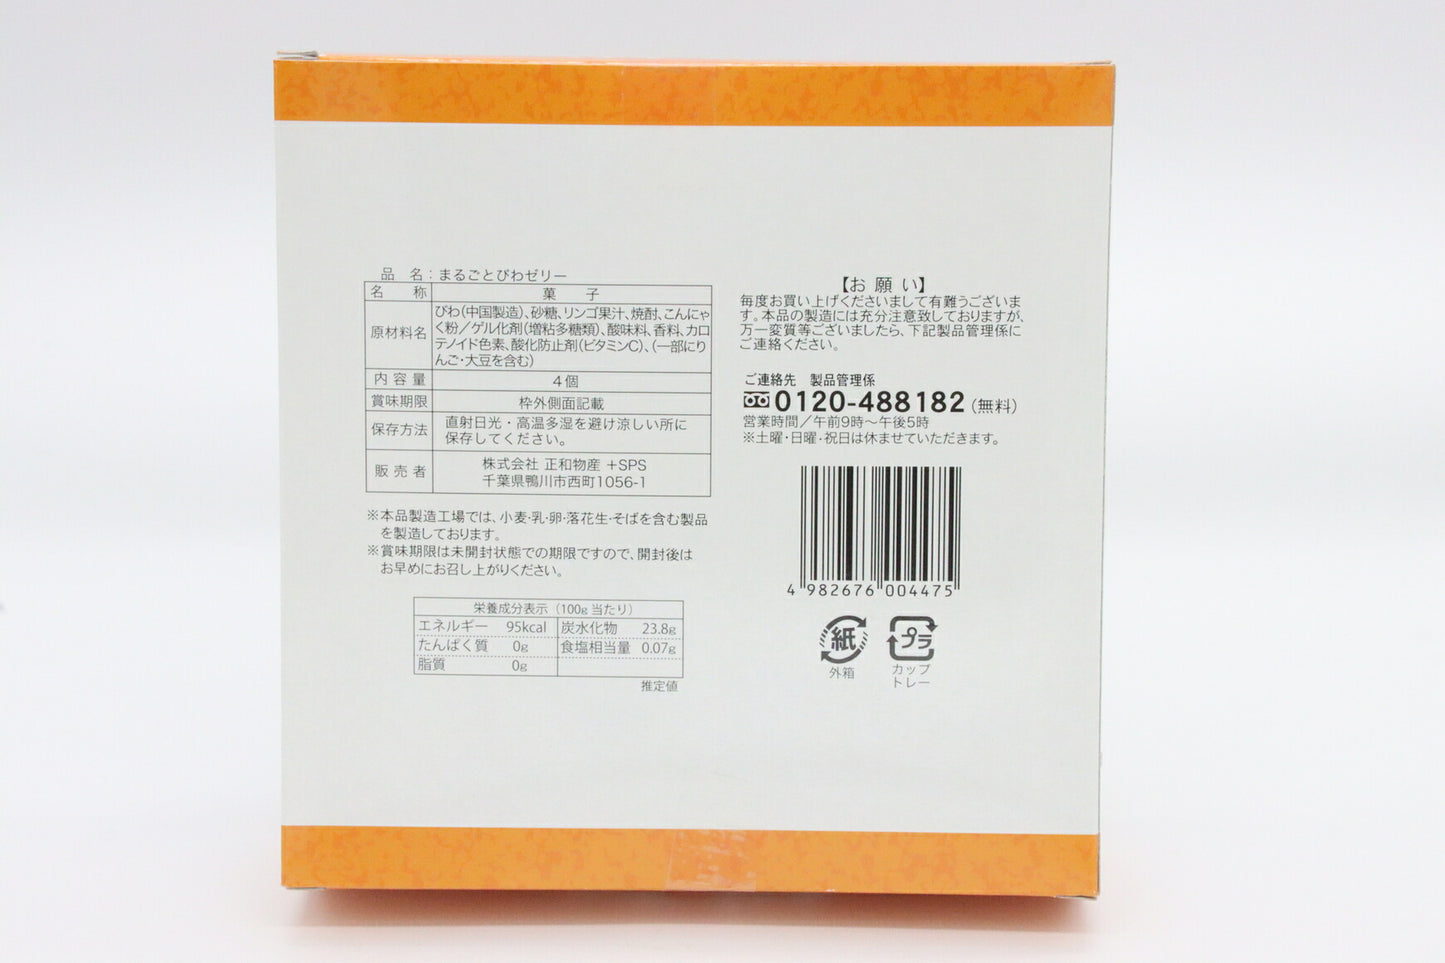 品 名：まるごとびわゼリー
名 称 菓 子
原材料名 びわ(中国製造)、砂糖、リンゴ果汁、焼酎、こんにゃ
く粉／ゲル化剤(増粘多糖類)、酸味料、香料、カロ
テノイド色素、酸化防止剤(ビタミンC)、(一部にり
んご・大豆を含む)
内容量 4個
賞味期限 枠外側面記載
保存方法 直射日光・高温多湿を避け涼しい所に
保存してください。
販売者 株式会社 正和物産 +SPS
千葉県鴨川市西町1056-1
※本品製造工場では、小麦・乳・卵・落花生・そばを含む製品
を製造しております。
※賞味期限は未開封状態での期限ですので、開封後は
お早めにお召し上がりください。
栄養成分表示（100g当たり）
エネルギー 95kcal 炭水化物 23.8g
たんぱく質 0g 食塩相当量 0.07g
脂質 0g
推定値
【お願い】
毎度お買い上げくださいまして有難うございま
す。本品の製造には充分注意致しておりますが、
万一変質等ございましたら、下記製品管理係に
ご連絡ください。
ご連絡先 製品管理係
0120-488182（無料）
営業時間／午前9時〜午後5時
※土曜・日曜・祝日は休ませていただきます。
4 982676 004475
紙 プラ
外箱 カップ
トレー